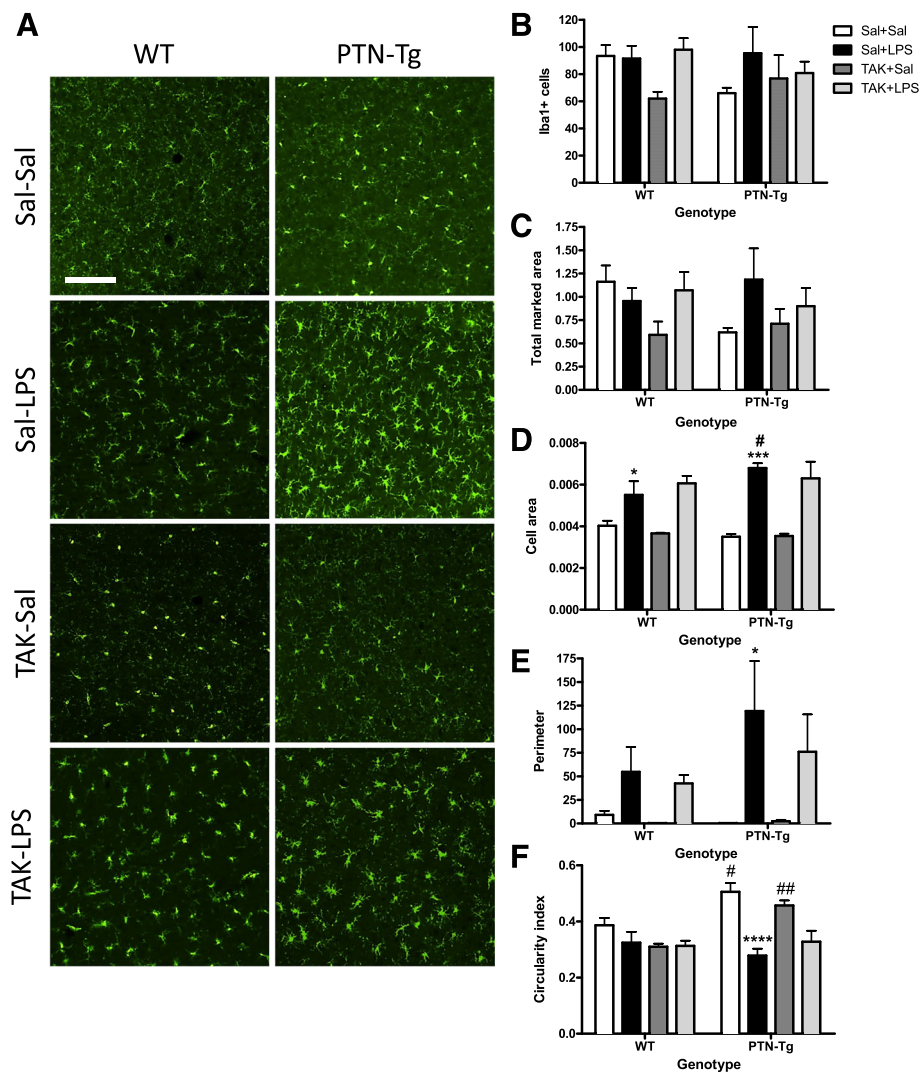 A
WT
PTN-Tg
Sal-Sal
Sal-LPS
TAK-Sal
TAK-LPS
B
120
100
80
60
40
20
0
Iba1+ cells
WT
PTN-Tg
Genotype
Sal+Sal
Sal+LPS
TAK+Sal
TAK+LPS
C
1.75
1.50
1.25
1.00
0.75
0.50
0.25
0.00
Total marked area
WT
PTN-Tg
Genotype
D
0.008
0.006
0.004
0.002
0.000
Cell area
*
#
***
WT
PTN-Tg
Genotype
E
175
150
125
100
75
50
25
0
Perimeter
*
WT
PTN-Tg
Genotype
F
0.6
0.4
0.2
0.0
Circularity index
#
****
##
WT
PTN-Tg
Genotype